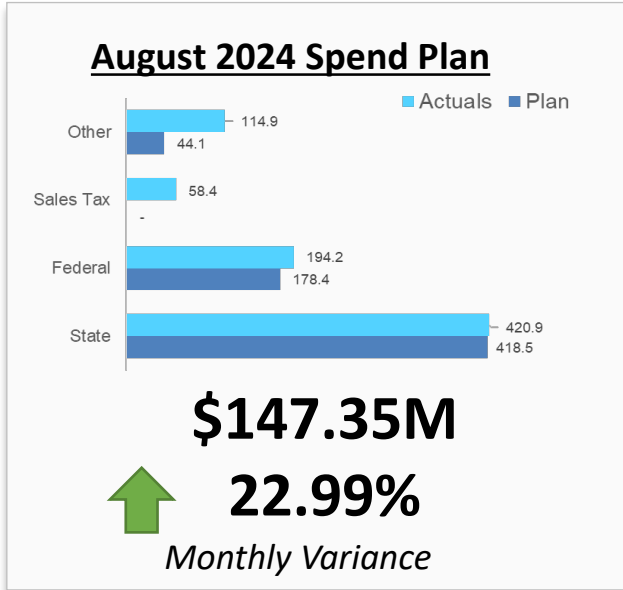 August 2024 Spend Plan
Actuals Plan
Other
114.9
44.1
Sales Tax
58.4
-
Federal
194.2
178.4
State
420.9
418.5
$147.35M
22.99%
Monthly Variance